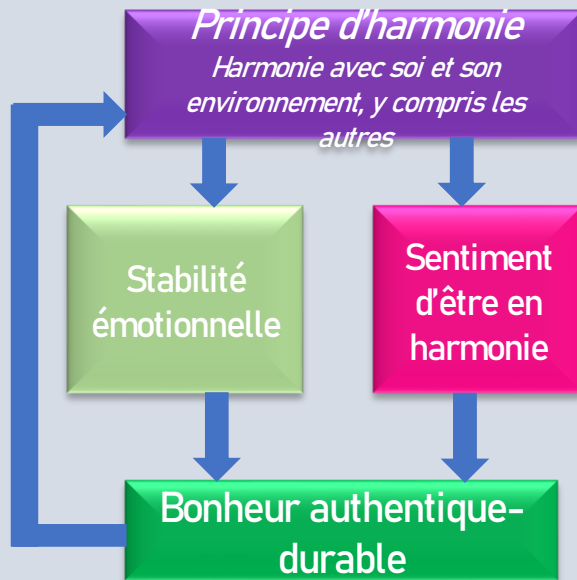 Principe d'harmonie
Harmonie avec soi et son
environnement, y compris les
autres
Stabilité
émotionnelle
Sentiment
d'être en
harmonie
Bonheur authentique-
durable